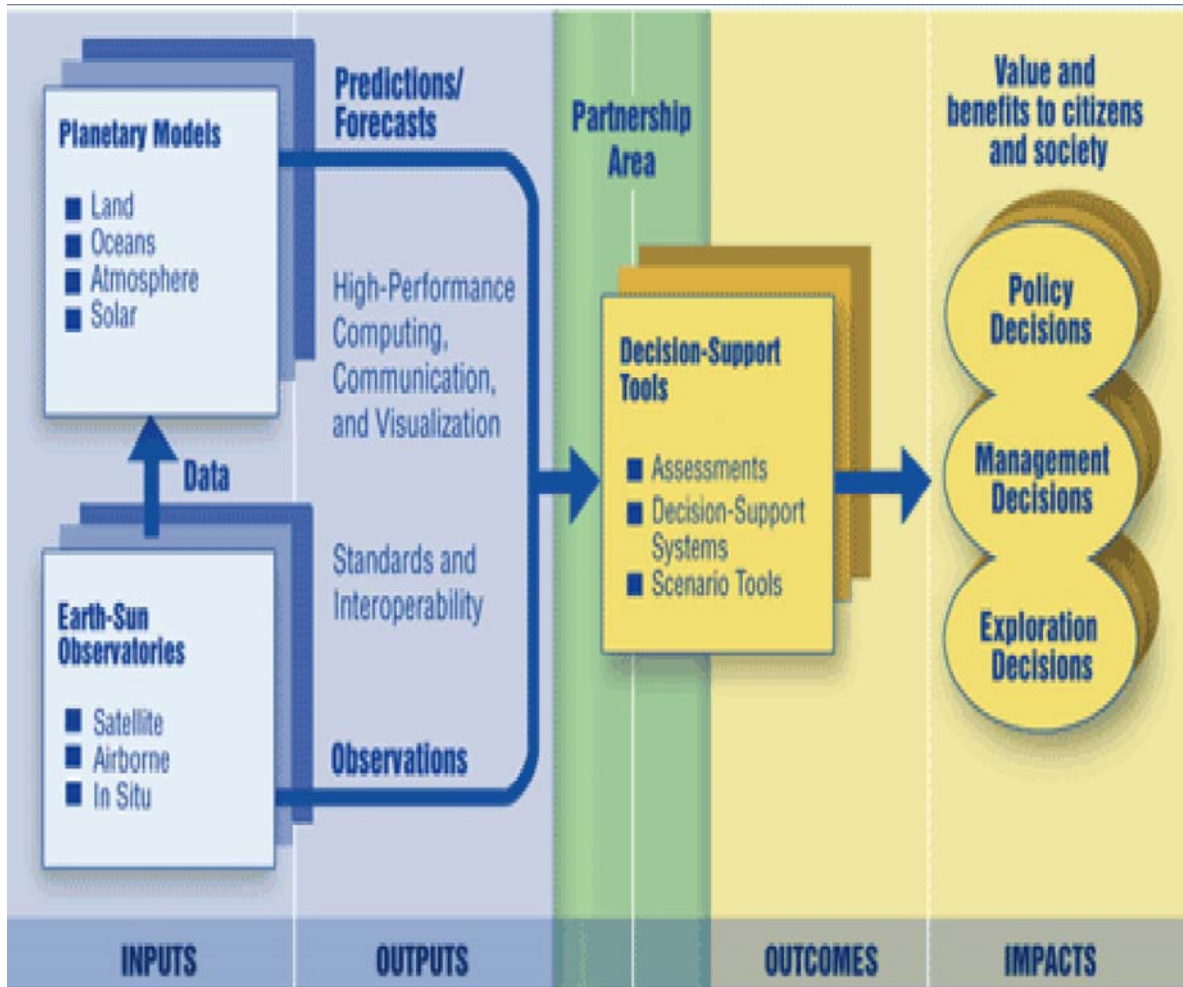 Planetary Models
Land
Oceans
Atmosphere
Solar
Data
Earth-Sun
Observatories
Satellite
Airborne
In Situ
Predictions/
Forecasts
High-Performance
Computing,
Communication,
and Visualization
Standards and
Interoperability
Observations
Partnership
Area
Decision-Support
Tools
Assessments
Decision-Support
Systems
Scenario Tools
Value and
benefits to citizens
and society
Policy
Decisions
Management
Decisions
Exploration
Decisions
INPUTS
OUTPUTS
OUTCOMES
IMPACTS